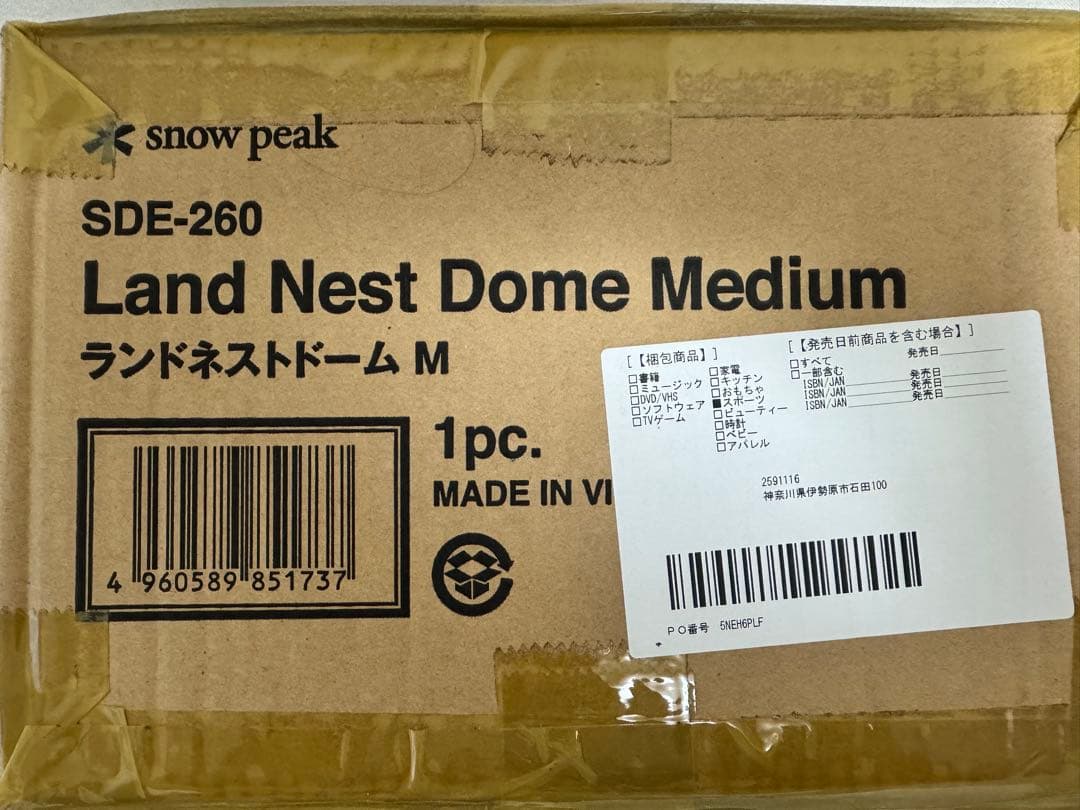 snow peak
SDE-260
Land Nest Dome Medium
ランドネストドーム M
1pc.
MADE IN VI
4 960589 851737
[【梱包商品】]
□書籍
□ミュージック
□DVD/VHS
□ソフトウェア
□TVゲーム
□家電
□キッチン
□おもちゃ
■スポーツ
□ビューティー
□時計
□ベビー
□アパレル
[【発売日前商品を含む場合】]
□すべて 発売日
□一部含む
ISBN/JAN 発売日
ISBN/JAN 発売日
ISBN/JAN 発売日
2591116
神奈川県伊勢原市石田100
PO番号 5NEH6PLF